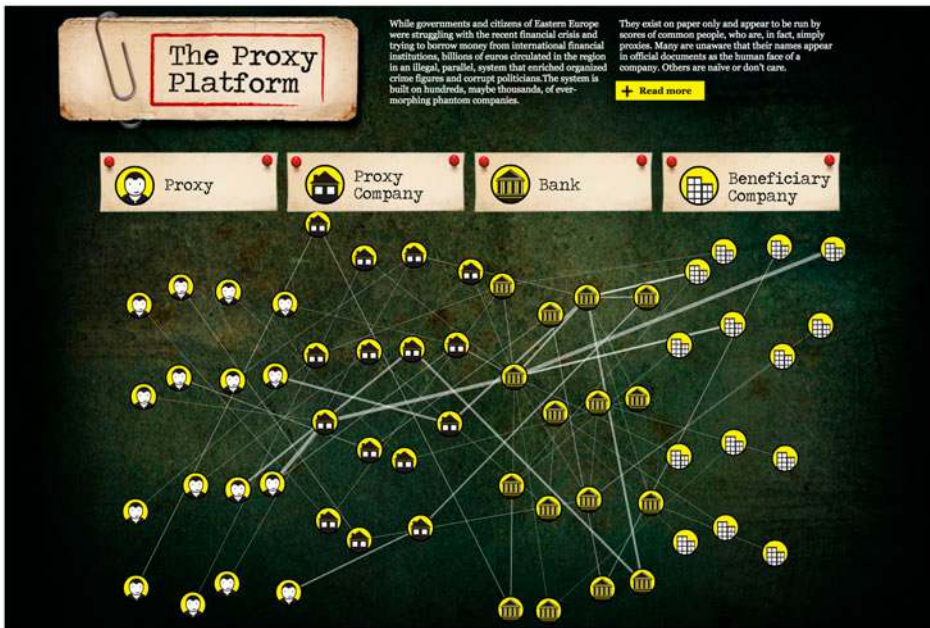 The Proxy
Platform
While governments and citizens of Eastern Europe
were struggling with the recent financial crisis and
trying to borrow money from international financial
institutions, billions of euros circulated in the region
in an illegal, parallel, system that enriched organized
crime figures and corrupt politicians.The system is
built on hundreds, maybe thousands, of ever-
morphing phantom companies.
They exist on paper only and appear to be run by
scores of common people, who are, in fact, simply
proxies. Many are unaware that their names appear
in official documents as the human face of a
company. Others are naïve or don't care.
+ Read more
Proxy
Proxy
Company
Bank
Beneficiary
Company